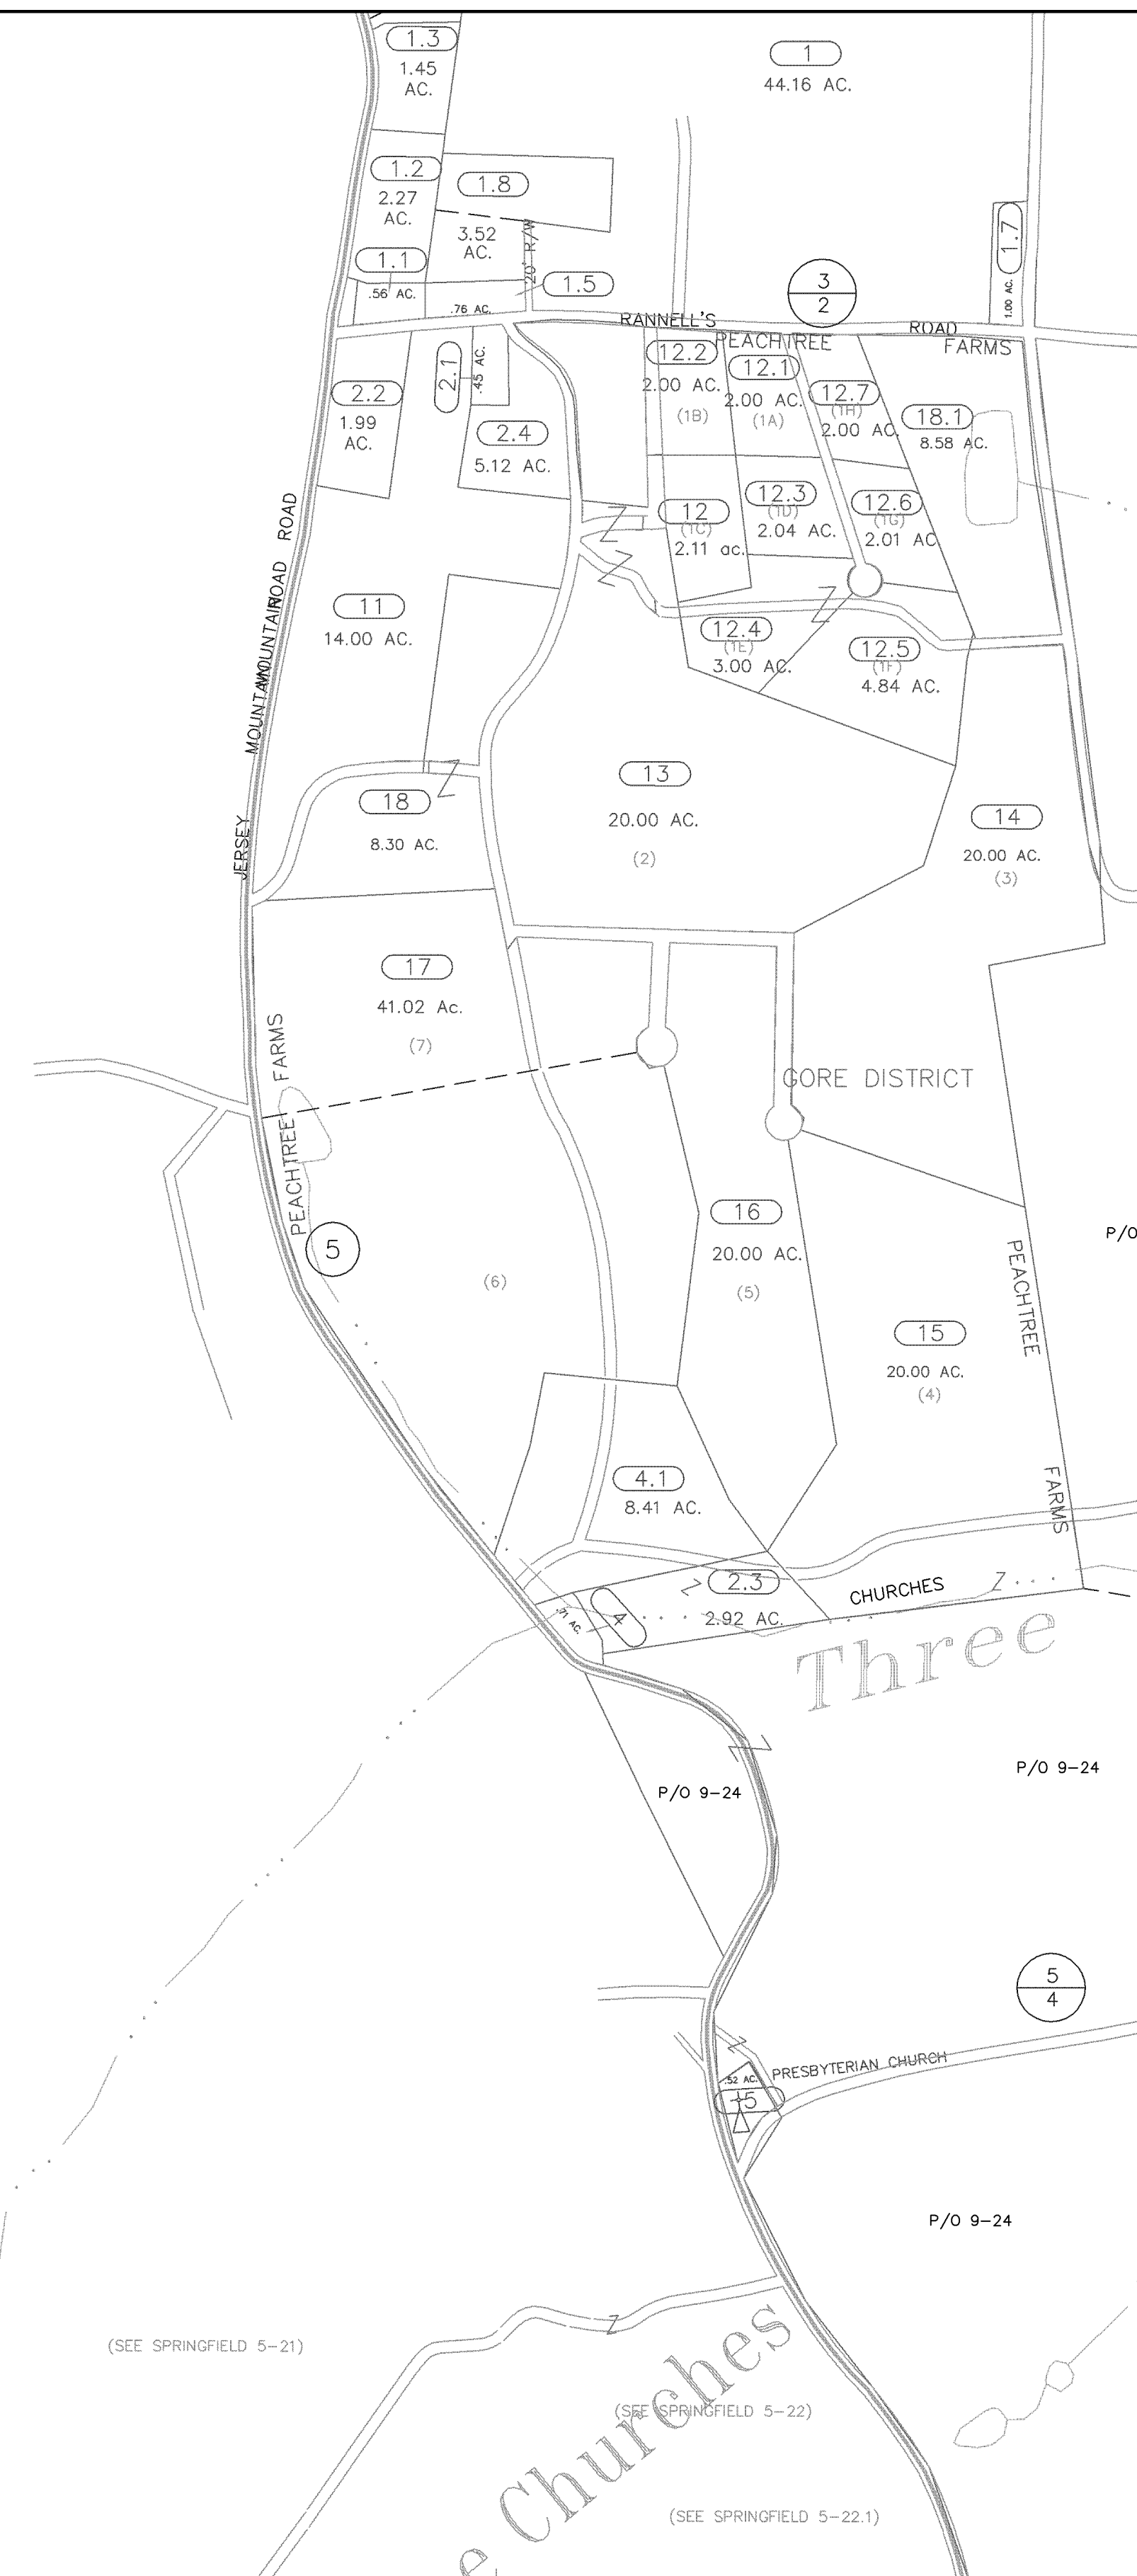 1.3
1.45
AC.
1
44.16 AC.
1.2
2.27
AC.
1.8
3.52
AC.
20' R/W
1.7
1.00 AC.
1.1
.56 AC.
1.5
.76 AC.
3
2
RANNELL'S
ROAD
PEACHTREE
FARMS
2.2
1.99
AC.
2.1
.45 AC.
2.4
5.12 AC.
12.2
2.00 AC.
(1B)
12.1
2.00 AC.
(1A)
12.7
(1H)
2.00 AC.
18.1
8.58 AC.
12
(1C)
2.11 ac.
12.3
(1D)
2.04 AC.
12.6
(1G)
2.01 AC
MOUNTAIN ROAD
JERSEY MOUNTAIN ROAD
11
14.00 AC.
12.4
(1E)
3.00 AC.
12.5
(1F)
4.84 AC.
13
20.00 AC.
(2)
18
8.30 AC.
14
20.00 AC.
(3)
17
41.02 Ac.
(7)
PEACHTREE FARMS
GORE DISTRICT
5
(6)
16
20.00 AC.
(5)
P/O
PEACHTREE FARMS
15
20.00 AC.
(4)
4.1
8.41 AC.
2.3
2.92 AC.
4
.71 AC.
CHURCHES
Three
P/O 9-24
P/O 9-24
5
4
PRESBYTERIAN CHURCH
.52 AC.
5
P/O 9-24
(SEE SPRINGFIELD 5-21)
(SEE SPRINGFIELD 5-22)
e Churches
(SEE SPRINGFIELD 5-22.1)